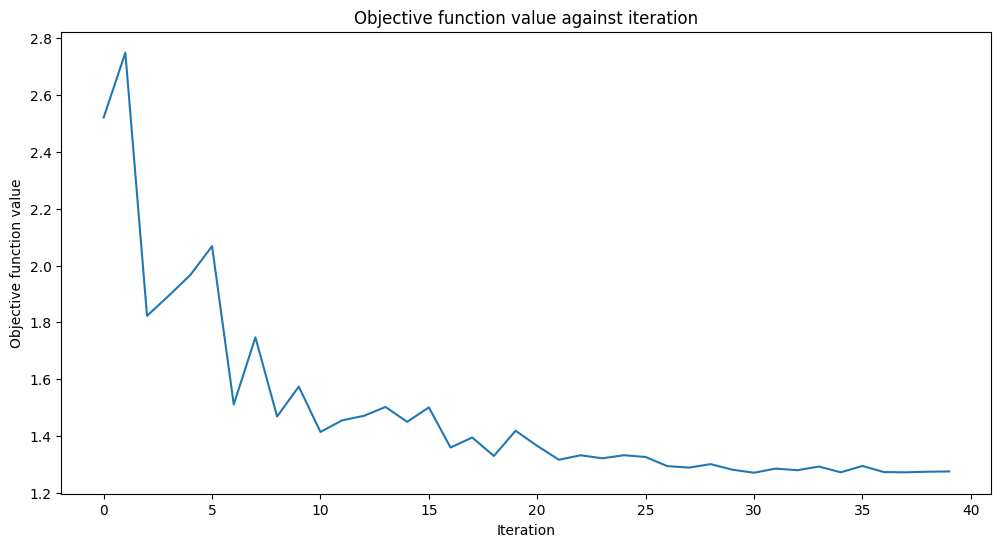 Objective function value against iteration
Objective function value
2.8
2.6
2.4
2.2
2.0
1.8
1.6
1.4
1.2
0 5 10 15 20 25 30 35 40
Iteration